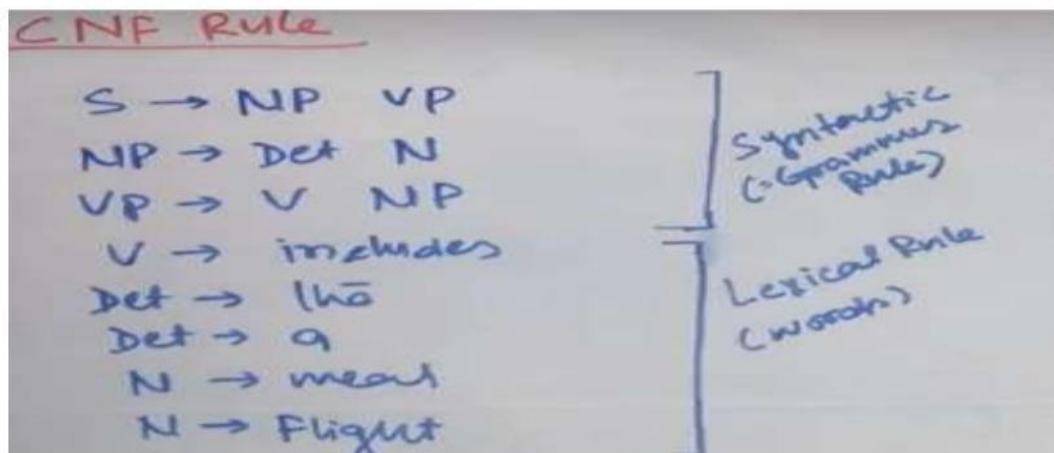 CNF Rule
S → NP VP
NP → Det N
VP → V NP
V → includes
Det → the
Det → a
N → meal
N → Flight
Syntactic
(Grammar
Rule)
Lexical Rule
(words)